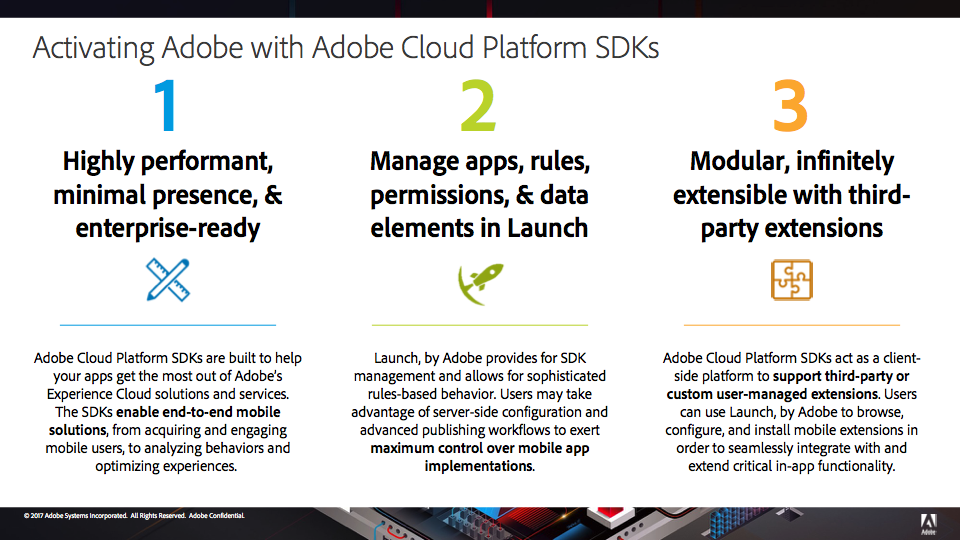 Activating Adobe with Adobe Cloud Platform SDKs
1
Highly performant,
minimal presence, &
enterprise-ready
Adobe Cloud Platform SDKs are built to help
your apps get the most out of Adobe's
Experience Cloud solutions and services.
The SDKs enable end-to-end mobile
solutions, from acquiring and engaging
mobile users, to analyzing behaviors and
optimizing experiences.
2
Manage apps, rules,
permissions, & data
elements in Launch
Launch, by Adobe provides for SDK
management and allows for sophisticated
rules-based behavior. Users may take
advantage of server-side configuration and
advanced publishing workflows to exert
maximum control over mobile app
implementations.
3
Modular, infinitely
extensible with third-
party extensions
Adobe Cloud Platform SDKs act as a client-
side platform to support third-party or
custom user-managed extensions. Users
can use Launch, by Adobe to browse,
configure, and install mobile extensions in
order to seamlessly integrate with and
extend critical in-app functionality.
© 2017 Adobe Systems Incorporated. All Rights Reserved. Adobe Confidential.
Adobe